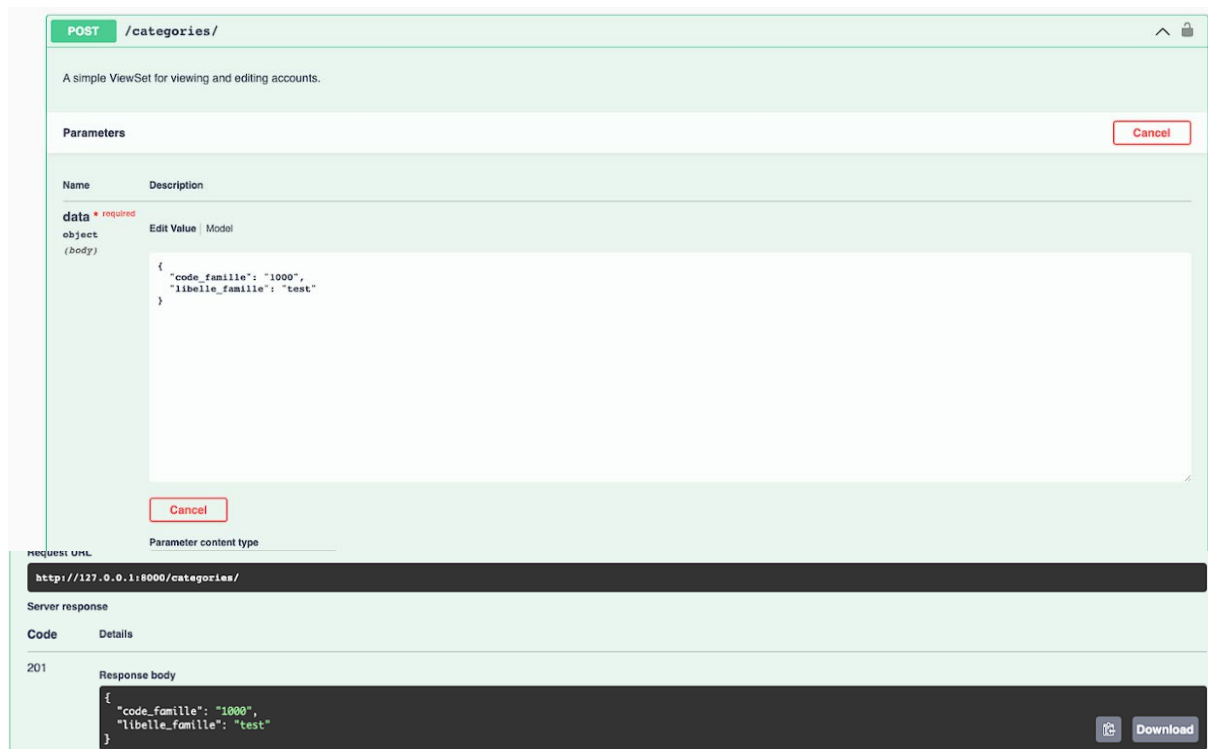 POST /categories/
A simple ViewSet for viewing and editing accounts.
Parameters
Cancel
Name Description
data * required
object
(body)
Edit Value | Model
{
"code_famille": "1000",
"libelle_famille": "test"
}
Cancel
Parameter content type
Request URL
http://127.0.0.1:8000/categories/
Server response
Code Details
201
Response body
{
"code_famille": "1000",
"libelle_famille": "test"
}
Download